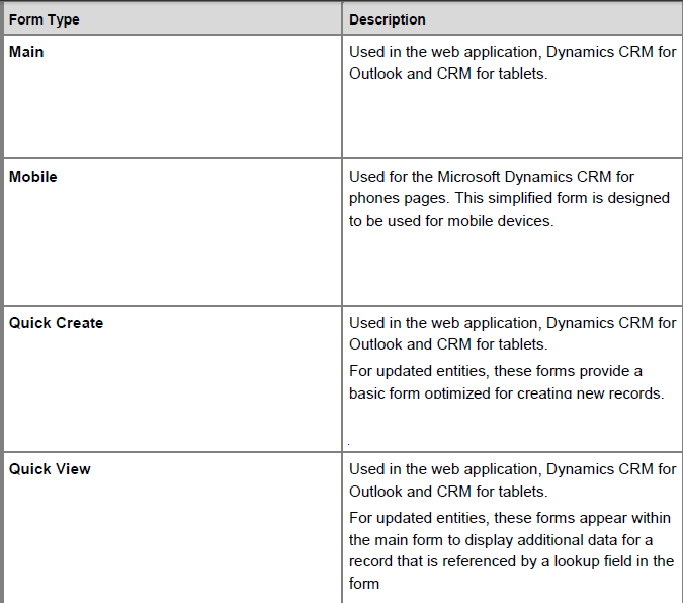 Form Type
Description
Main
Used in the web application, Dynamics CRM for
Outlook and CRM for tablets.
Mobile
Used for the Microsoft Dynamics CRM for
phones pages. This simplified form is designed
to be used for mobile devices.
Quick Create
Used in the web application, Dynamics CRM for
Outlook and CRM for tablets.
For updated entities, these forms provide a
basic form optimized for creating new records.
.
Quick View
Used in the web application, Dynamics CRM for
Outlook and CRM for tablets.
For updated entities, these forms appear within
the main form to display additional data for a
record that is referenced by a lookup field in the
form